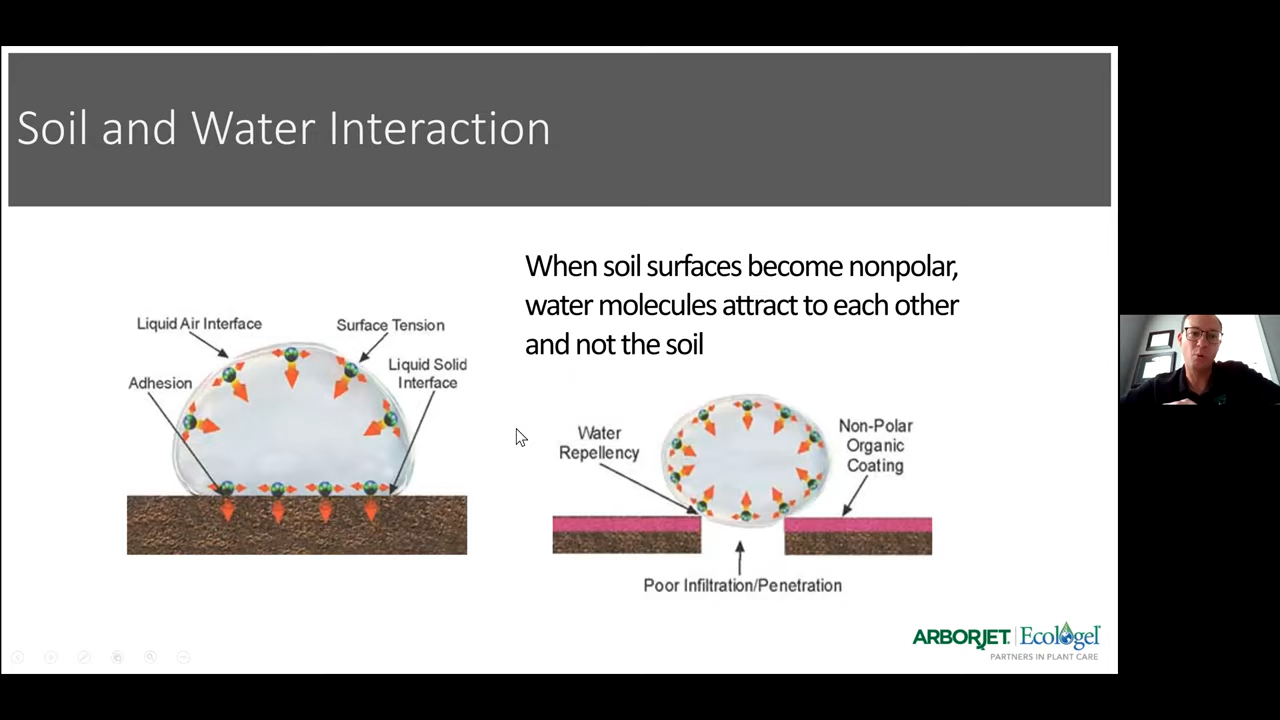 Soil and Water Interaction
When soil surfaces become nonpolar,
water molecules attract to each other
and not the soil
Liquid Air Interface
Surface Tension
Liquid Solid
Interface
Adhesion
Water
Repellency
Non-Polar
Organic
Coating
Poor Infiltration/Penetration
ARBORJET | Ecologel
PARTNERS IN PLANT CARE